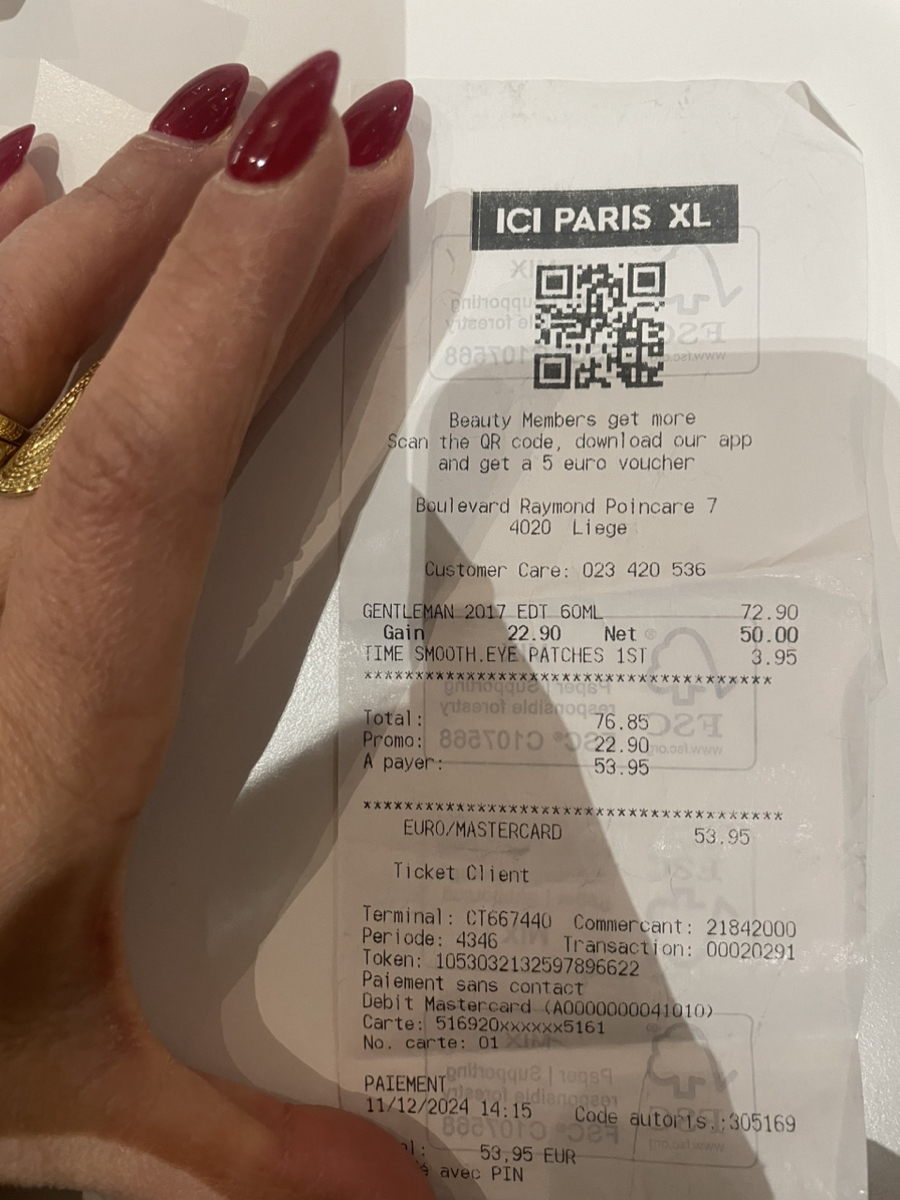 ICI PARIS XL
Beauty Members get more
Scan the QR code, download our app
and get a 5 euro voucher
Boulevard Raymond Poincare 7
4020 Liege
Customer Care: 023 420 536
GENTLEMAN 2017 EDT 60ML 72.90
Gain 22.90 Net 50.00
TIME SMOOTH.EYE PATCHES 1ST 3.95
***************************************
Total: 76.85
Promo: 22.90
A payer: 53.95
****************************************
EURO/MASTERCARD 53.95
Ticket Client
Terminal: CT667440 Commercant: 21842000
Periode: 4346 Transaction: 00020291
Token: 1053032132597896622
Paiement sans contact
Debit Mastercard (A0000000041010)
Carte: 516920xxxxxx5161
No. carte: 01
PAIEMENT
11/12/2024 14:15 Code autoris.:305169
53,95 EUR
avec PIN